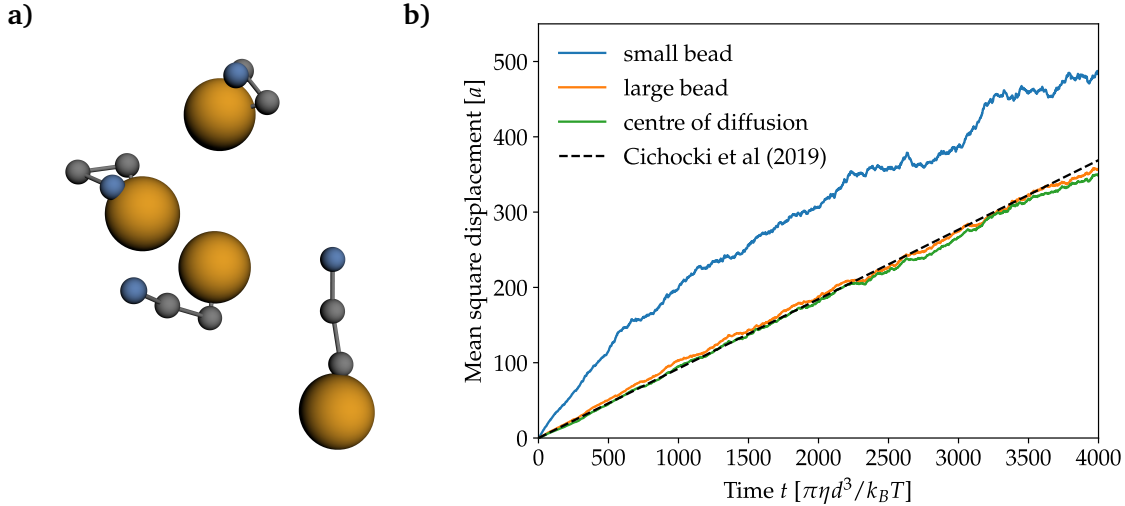 a)
b)
Mean square displacement [a]
500
400
300
200
100
0
small bead
large bead
centre of diffusion
Cichocki et al (2019)
0 500 1000 1500 2000 2500 3000 3500 4000
Time t [πηd³/k_BT]